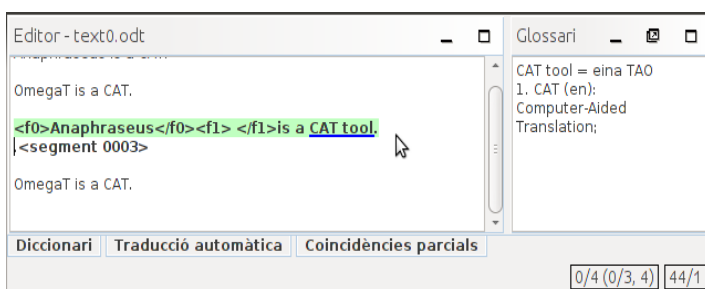 Editor - text0.odt
Glossari
OmegaT is a CAT.
<f0>Anaphraseus</f0><f1> </f1>is a CAT tool.
.<segment 0003>
OmegaT is a CAT.
CAT tool = eina TAO
1. CAT (en):
Computer-Aided
Translation;
Diccionari
Traducció automàtica
Coincidències parcials
0/4 (0/3, 4)
44/1